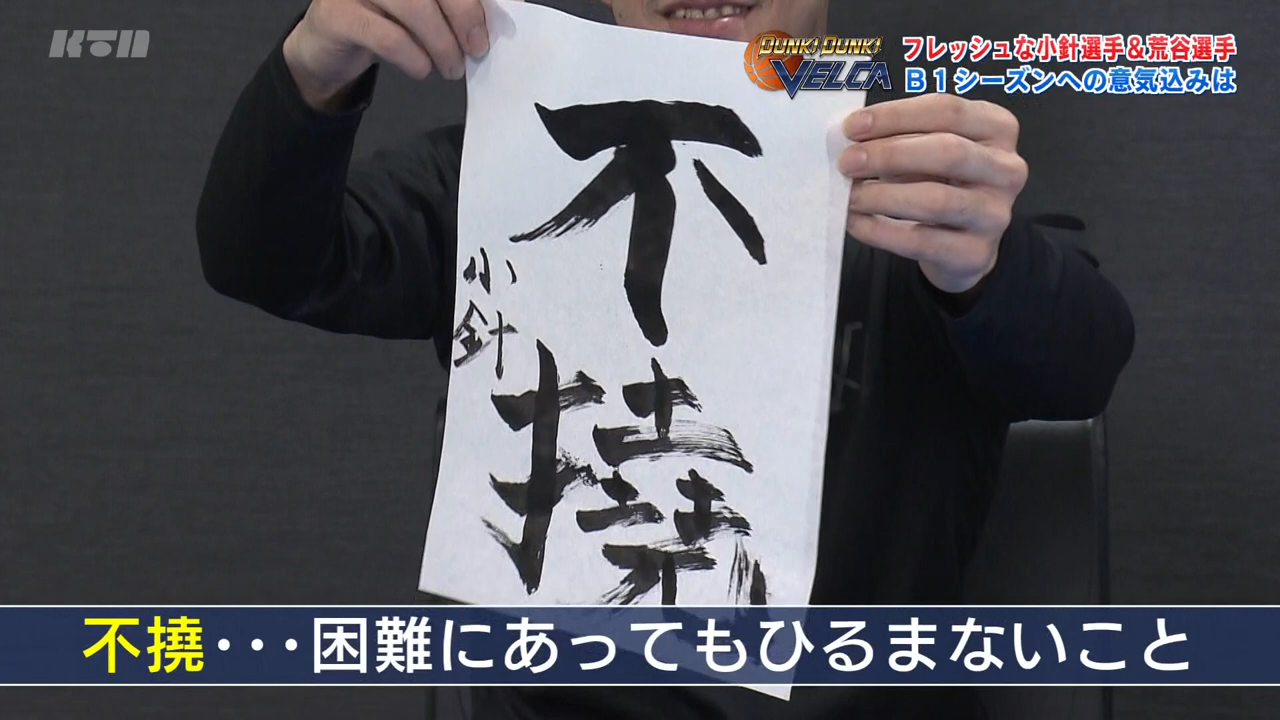 KTN
DUNK! DUNK!
VELCA
フレッシュな小針選手&荒谷選手
B1シーズンへの意気込みは
不撓
小針
不撓・・・困難にあってもひるまないこと